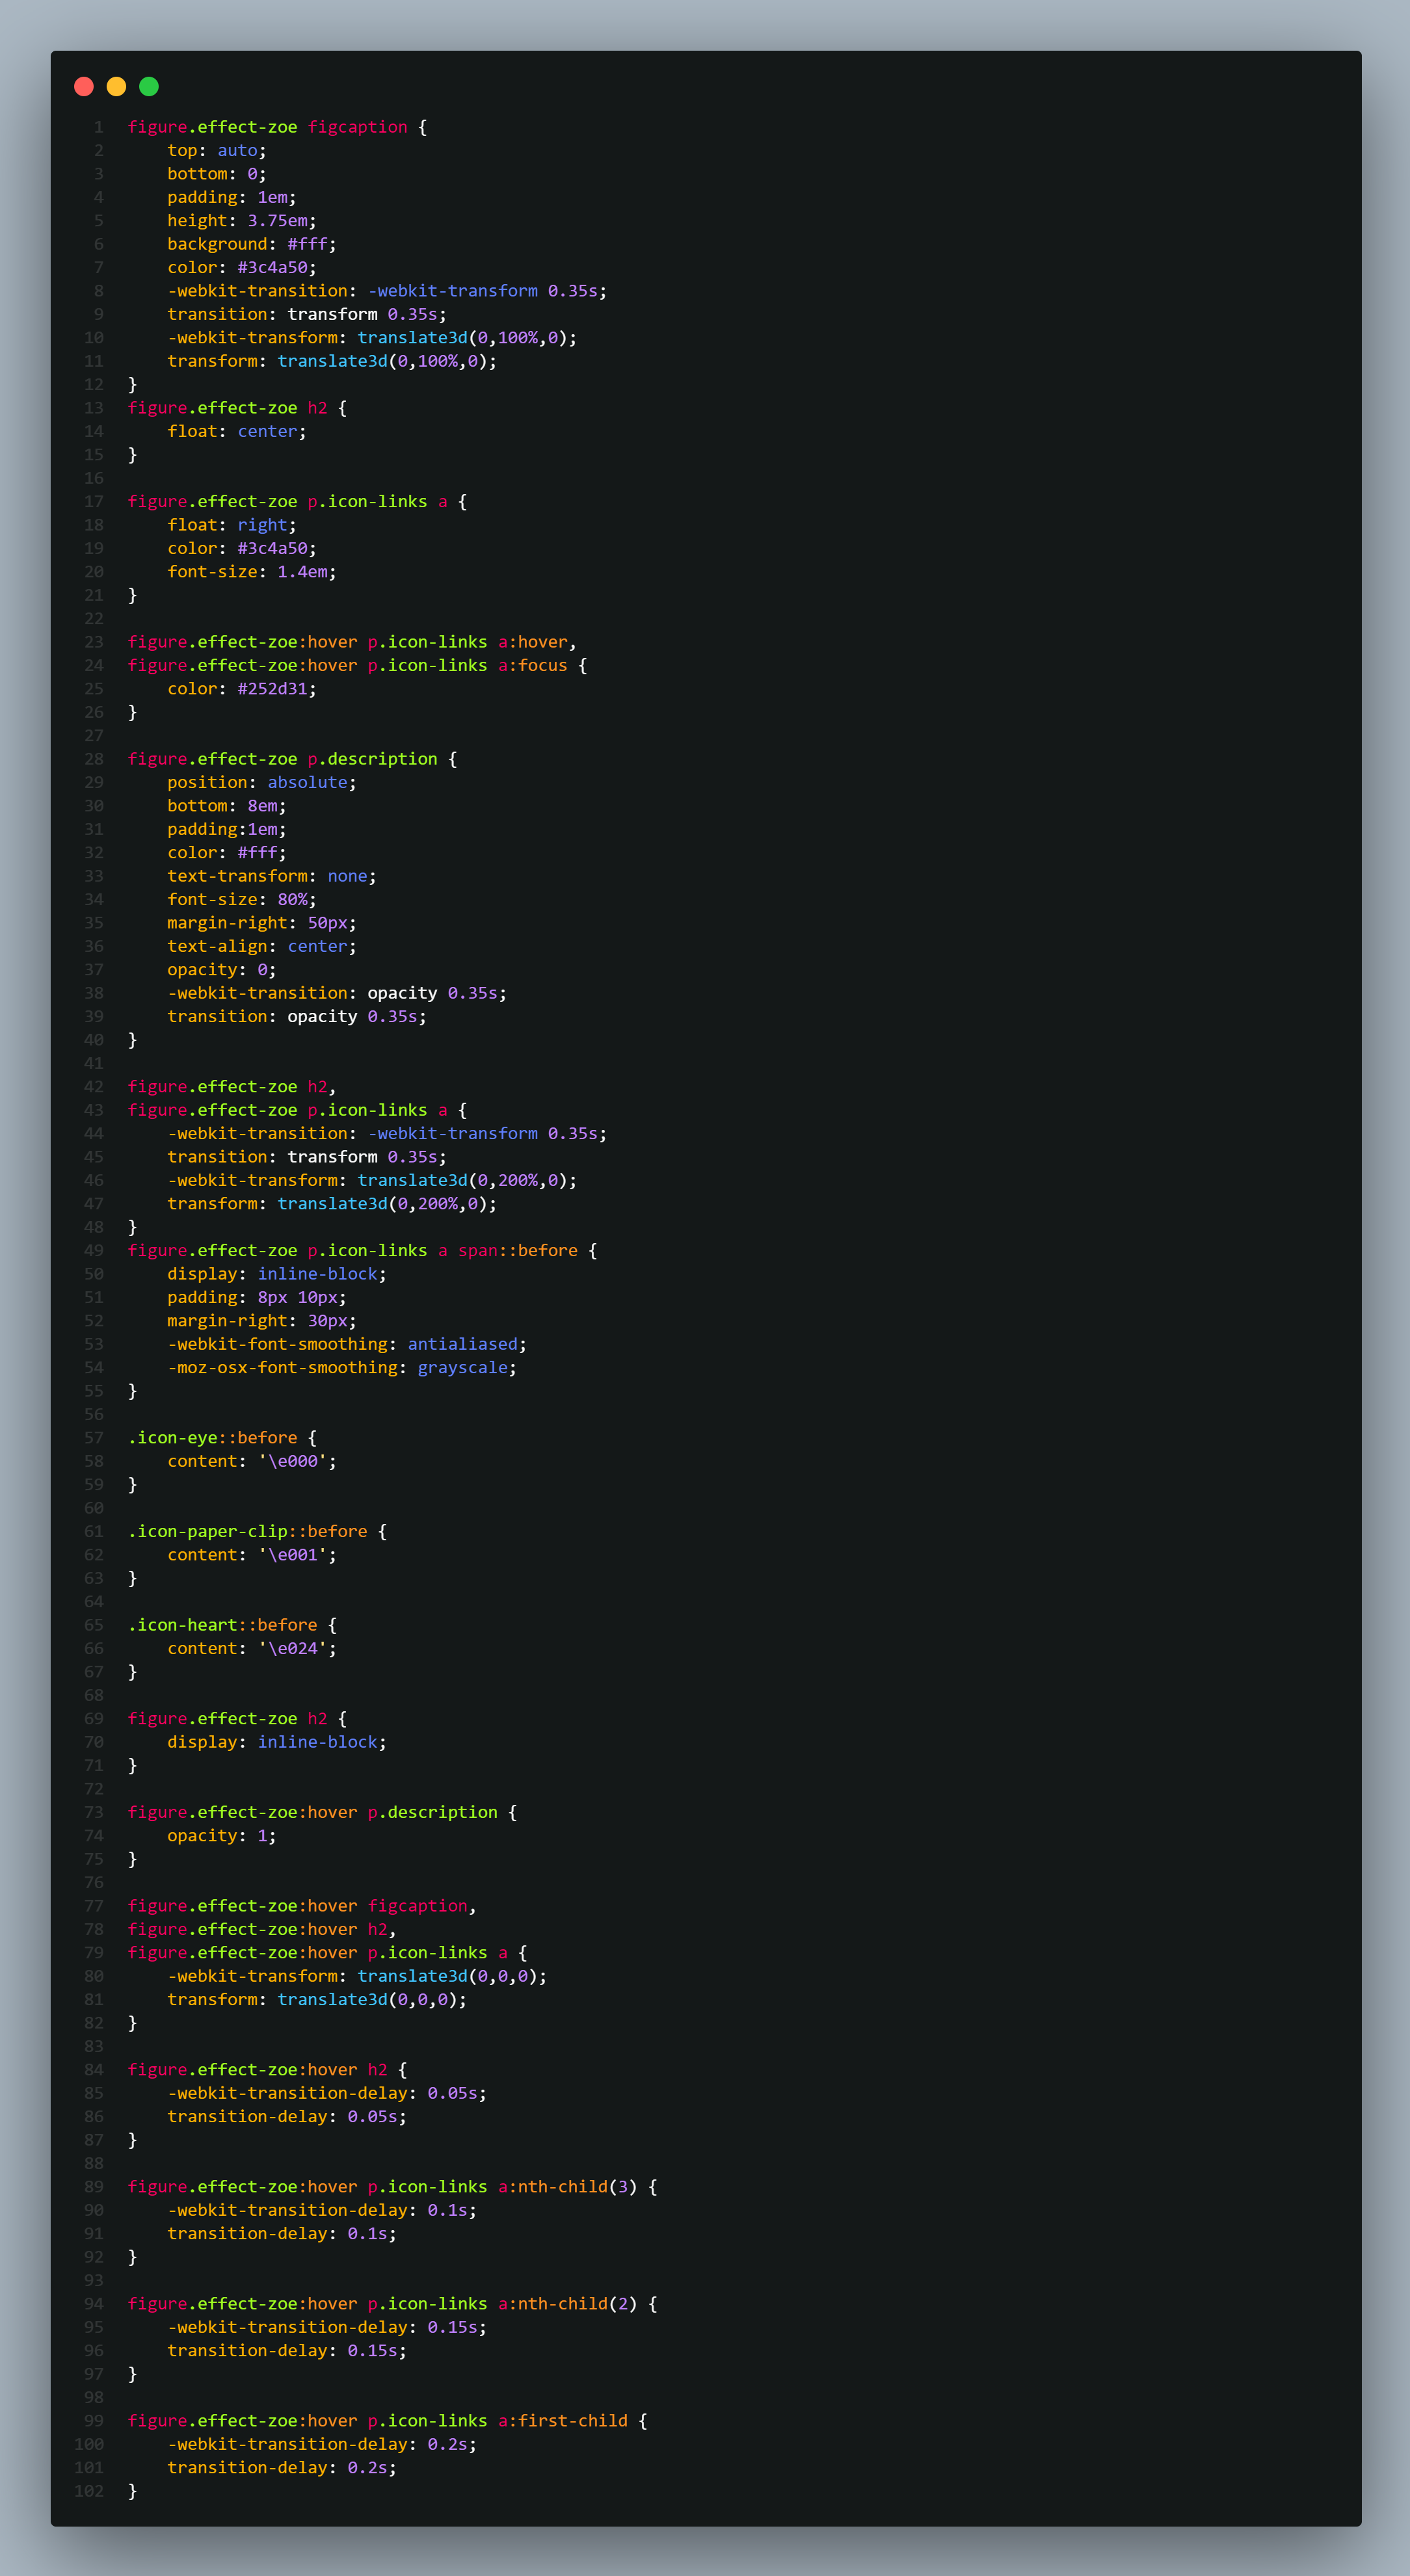 1 figure.effect-zoe figcaption {
2     top: auto;
3     bottom: 0;
4     padding: 1em;
5     height: 3.75em;
6     background: #fff;
7     color: #3c4a50;
8     -webkit-transition: -webkit-transform 0.35s;
9     transition: transform 0.35s;
10     -webkit-transform: translate3d(0,100%,0);
11     transform: translate3d(0,100%,0);
12 }
13 figure.effect-zoe h2 {
14     float: center;
15 }
16
17 figure.effect-zoe p.icon-links a {
18     float: right;
19     color: #3c4a50;
20     font-size: 1.4em;
21 }
22
23 figure.effect-zoe:hover p.icon-links a:hover,
24 figure.effect-zoe:hover p.icon-links a:focus {
25     color: #252d31;
26 }
27
28 figure.effect-zoe p.description {
29     position: absolute;
30     bottom: 8em;
31     padding:1em;
32     color: #fff;
33     text-transform: none;
34     font-size: 80%;
35     margin-right: 50px;
36     text-align: center;
37     opacity: 0;
38     -webkit-transition: opacity 0.35s;
39     transition: opacity 0.35s;
40 }
41
42 figure.effect-zoe h2,
43 figure.effect-zoe p.icon-links a {
44     -webkit-transition: -webkit-transform 0.35s;
45     transition: transform 0.35s;
46     -webkit-transform: translate3d(0,200%,0);
47     transform: translate3d(0,200%,0);
48 }
49 figure.effect-zoe p.icon-links a span::before {
50     display: inline-block;
51     padding: 8px 10px;
52     margin-right: 30px;
53     -webkit-font-smoothing: antialiased;
54     -moz-osx-font-smoothing: grayscale;
55 }
56
57 .icon-eye::before {
58     content: '\e000';
59 }
60
61 .icon-paper-clip::before {
62     content: '\e001';
63 }
64
65 .icon-heart::before {
66     content: '\e024';
67 }
68
69 figure.effect-zoe h2 {
70     display: inline-block;
71 }
72
73 figure.effect-zoe:hover p.description {
74     opacity: 1;
75 }
76
77 figure.effect-zoe:hover figcaption,
78 figure.effect-zoe:hover h2,
79 figure.effect-zoe:hover p.icon-links a {
80     -webkit-transform: translate3d(0,0,0);
81     transform: translate3d(0,0,0);
82 }
83
84 figure.effect-zoe:hover h2 {
85     -webkit-transition-delay: 0.05s;
86     transition-delay: 0.05s;
87 }
88
89 figure.effect-zoe:hover p.icon-links a:nth-child(3) {
90     -webkit-transition-delay: 0.1s;
91     transition-delay: 0.1s;
92 }
93
94 figure.effect-zoe:hover p.icon-links a:nth-child(2) {
95     -webkit-transition-delay: 0.15s;
96     transition-delay: 0.15s;
97 }
98
99 figure.effect-zoe:hover p.icon-links a:first-child {
100     -webkit-transition-delay: 0.2s;
101     transition-delay: 0.2s;
102 }